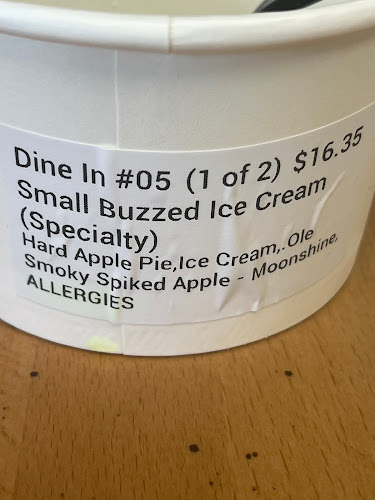 Dine In #05 (1 of 2) $16.35
Small Buzzed Ice Cream
(Specialty)
Hard Apple Pie,Ice Cream,.Ole
Smoky Spiked Apple - Moonshine,
ALLERGIES